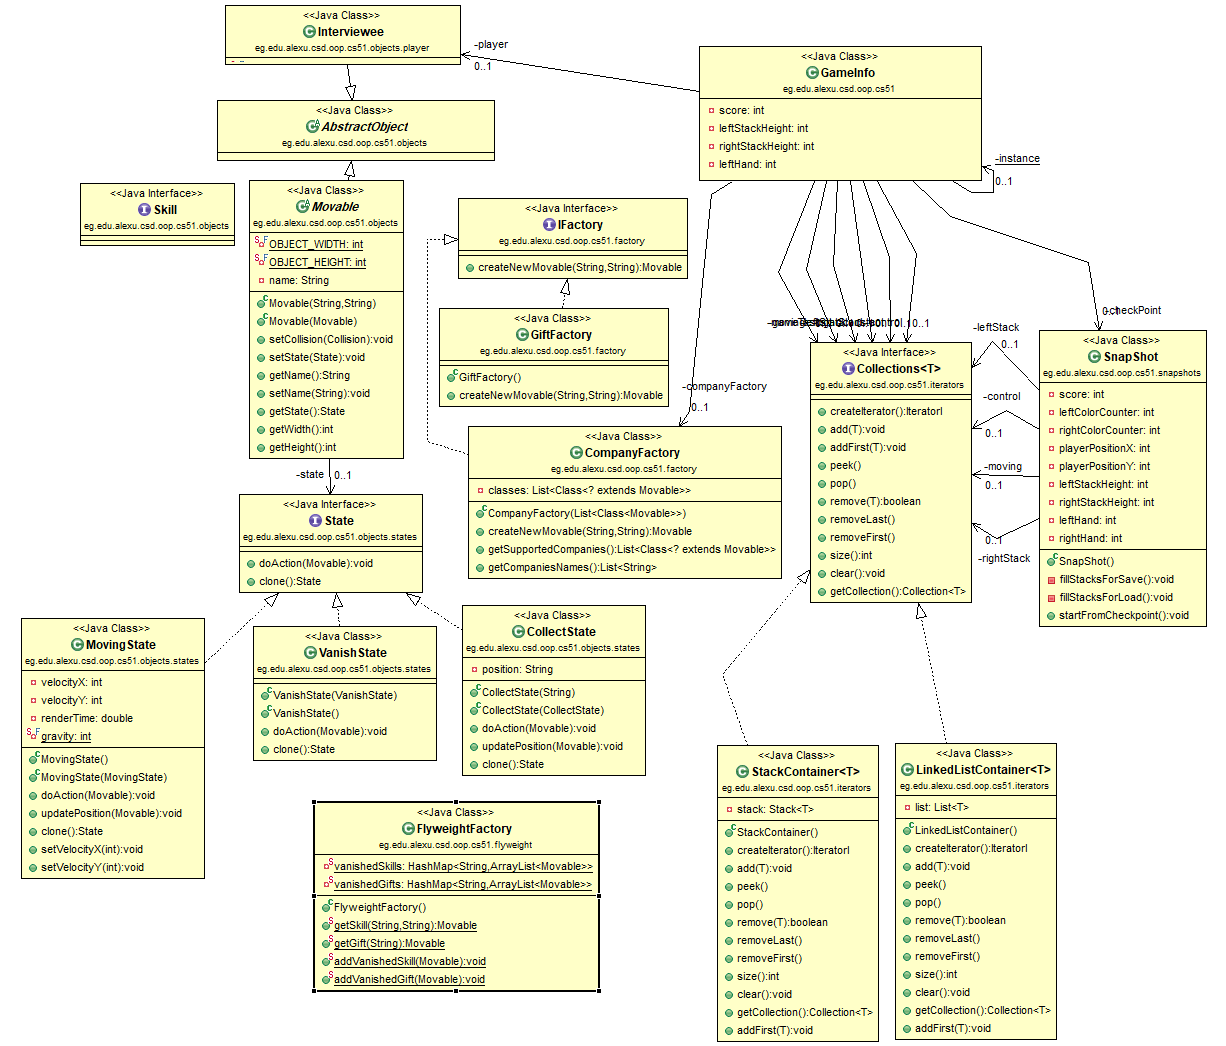 <<Java Class>>
Interviewee
eg.edu.alexu.csd.oop.cs51.objects.player
-player
0..1
<<Java Class>>
GameInfo
eg.edu.alexu.csd.oop.cs51
score: int
leftStackHeight: int
rightStackHeight: int
leftHand: int
-instance
0..1
<<Java Class>>
AbstractObject
eg.edu.alexu.csd.oop.cs51.objects
<<Java Interface>>
Skill
eg.edu.alexu.csd.oop.cs51.objects
<<Java Class>>
Movable
eg.edu.alexu.csd.oop.cs51.objects
OBJECT_WIDTH: int
OBJECT_HEIGHT: int
name: String
Movable(String,String)
Movable(Movable)
setCollision(Collision):void
setState(State):void
getName():String
setName(String):void
getState():State
getWidth():int
getHeight():int
-state
0..1
<<Java Interface>>
IFactory
eg.edu.alexu.csd.oop.cs51.factory
createNewMovable(String,String):Movable
<<Java Class>>
GiftFactory
eg.edu.alexu.csd.oop.cs51.factory
GiftFactory()
createNewMovable(String,String):Movable
-companyFactory
0..1
<<Java Class>>
CompanyFactory
eg.edu.alexu.csd.oop.cs51.factory
classes: List<Class<? extends Movable>>
CompanyFactory(List<Class<Movable>>)
createNewMovable(String,String):Movable
getSupportedCompanies():List<Class<? extends Movable>>
getCompaniesNames():List<String>
0..1
<<Java Interface>>
Collections<T>
eg.edu.alexu.csd.oop.cs51.iterators
createIterator():IteratorI
add(T):void
addFirst(T):void
peek()
pop()
remove(T):boolean
removeLast()
removeFirst()
size():int
clear():void
getCollection():Collection<T>
-leftStack
0..1
-control
0..1
-moving
0..1
0..1
-rightStack
-checkPoint
<<Java Class>>
SnapShot
eg.edu.alexu.csd.oop.cs51.snapshots
score: int
leftColorCounter: int
rightColorCounter: int
playerPositionX: int
playerPositionY: int
leftStackHeight: int
rightStackHeight: int
leftHand: int
rightHand: int
SnapShot()
fillStacksForSave():void
fillStacksForLoad():void
startFromCheckpoint():void
<<Java Interface>>
State
eg.edu.alexu.csd.oop.cs51.objects.states
doAction(Movable):void
clone():State
<<Java Class>>
MovingState
eg.edu.alexu.csd.oop.cs51.objects.states
velocityX: int
velocityY: int
renderTime: double
gravity: int
MovingState()
MovingState(MovingState)
doAction(Movable):void
updatePosition(Movable):void
clone():State
setVelocityX(int):void
setVelocityY(int):void
<<Java Class>>
VanishState
eg.edu.alexu.csd.oop.cs51.objects.states
VanishState(VanishState)
VanishState()
doAction(Movable):void
clone():State
<<Java Class>>
CollectState
eg.edu.alexu.csd.oop.cs51.objects.states
position: String
CollectState(String)
CollectState(CollectState)
doAction(Movable):void
updatePosition(Movable):void
clone():State
<<Java Class>>
FlyweightFactory
eg.edu.alexu.csd.oop.cs51.flyweight
vanishedSkills: HashMap<String,ArrayList<Movable>>
vanishedGifts: HashMap<String,ArrayList<Movable>>
FlyweightFactory()
getSkill(String,String):Movable
getGift(String):Movable
addVanishedSkill(Movable):void
addVanishedGift(Movable):void
<<Java Class>>
StackContainer<T>
eg.edu.alexu.csd.oop.cs51.iterators
stack: Stack<T>
StackContainer()
createIterator():IteratorI
add(T):void
peek()
pop()
remove(T):boolean
removeLast()
removeFirst()
size():int
clear():void
getCollection():Collection<T>
addFirst(T):void
<<Java Class>>
LinkedListContainer<T>
eg.edu.alexu.csd.oop.cs51.iterators
list: List<T>
LinkedListContainer()
createIterator():IteratorI
add(T):void
peek()
pop()
remove(T):boolean
removeLast()
removeFirst()
size():int
clear():void
getCollection():Collection<T>
addFirst(T):void